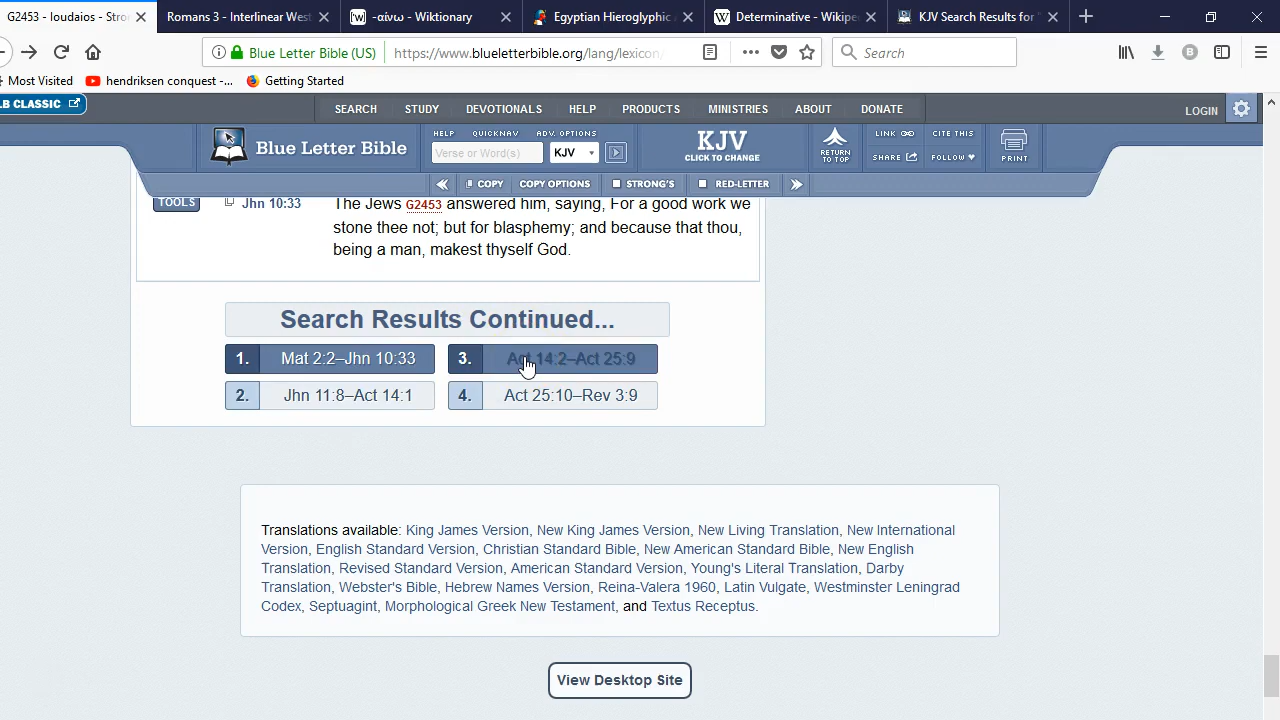 G2453 - Ioudaios - Stron
Romans 3 - Interlinear West
-αίνω - Wiktionary
Egyptian Hieroglyphic
Determinative - Wikipe
KJV Search Results for "
Blue Letter Bible (US)
https://www.blueletterbible.org/lang/lexicon/
Search
Most Visited
hendriksen conquest -...
Getting Started
LB CLASSIC
SEARCH
STUDY
DEVOTIONALS
HELP
PRODUCTS
MINISTRIES
ABOUT
DONATE
LOGIN
Blue Letter Bible
HELP
QUICKNAV
ADV. OPTIONS
Verse or Word(s)
KJV
KJV
CLICK TO CHANGE
RETURN
TO TOP
LINK
CITE THIS
SHARE
FOLLOW
PRINT
COPY
COPY OPTIONS
STRONG'S
RED-LETTER
TOOLS
Jhn 10:33
The Jews G2453 answered him, saying, For a good work we
stone thee not; but for blasphemy; and because that thou,
being a man, makest thyself God.
Search Results Continued...
1. Mat 2:2–Jhn 10:33
3. Act 14:2–Act 25:9
2. Jhn 11:8–Act 14:1
4. Act 25:10–Rev 3:9
Translations available: King James Version, New King James Version, New Living Translation, New International
Version, English Standard Version, Christian Standard Bible, New American Standard Bible, New English
Translation, Revised Standard Version, American Standard Version, Young's Literal Translation, Darby
Translation, Webster's Bible, Hebrew Names Version, Reina-Valera 1960, Latin Vulgate, Westminster Leningrad
Codex, Septuagint, Morphological Greek New Testament, and Textus Receptus.
View Desktop Site